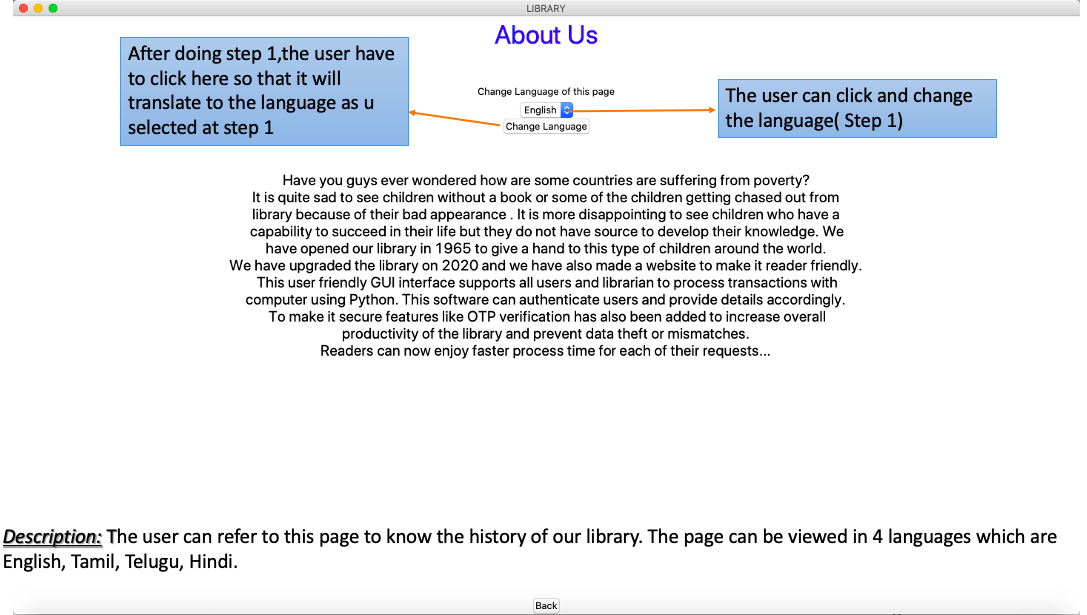 LIBRARY
About Us
After doing step 1,the user have
to click here so that it will
translate to the language as u
selected at step 1
Change Language of this page
English
Change Language
The user can click and change
the language( Step 1)
Have you guys ever wondered how are some countries are suffering from poverty?
It is quite sad to see children without a book or some of the children getting chased out from
library because of their bad appearance . It is more disappointing to see children who have a
capability to succeed in their life but they do not have source to develop their knowledge. We
have opened our library in 1965 to give a hand to this type of children around the world.
We have upgraded the library on 2020 and we have also made a website to make it reader friendly.
This user friendly GUI interface supports all users and librarian to process transactions with
computer using Python. This software can authenticate users and provide details accordingly.
To make it secure features like OTP verification has also been added to increase overall
productivity of the library and prevent data theft or mismatches.
Readers can now enjoy faster process time for each of their requests...
Description: The user can refer to this page to know the history of our library. The page can be viewed in 4 languages which are
English, Tamil, Telugu, Hindi.
Back